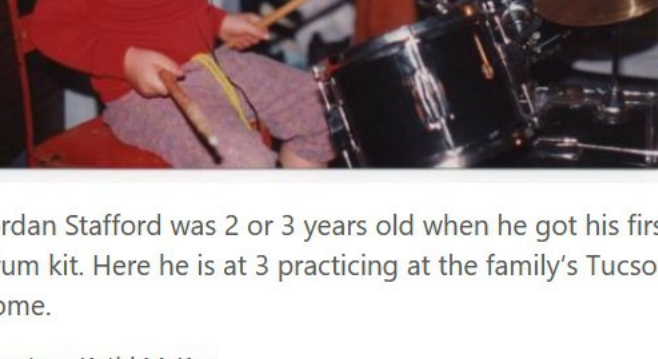 rdan Stafford was 2 or 3 years old when he got his firs
rum kit. Here he is at 3 practicing at the family’s Tucso
ome.